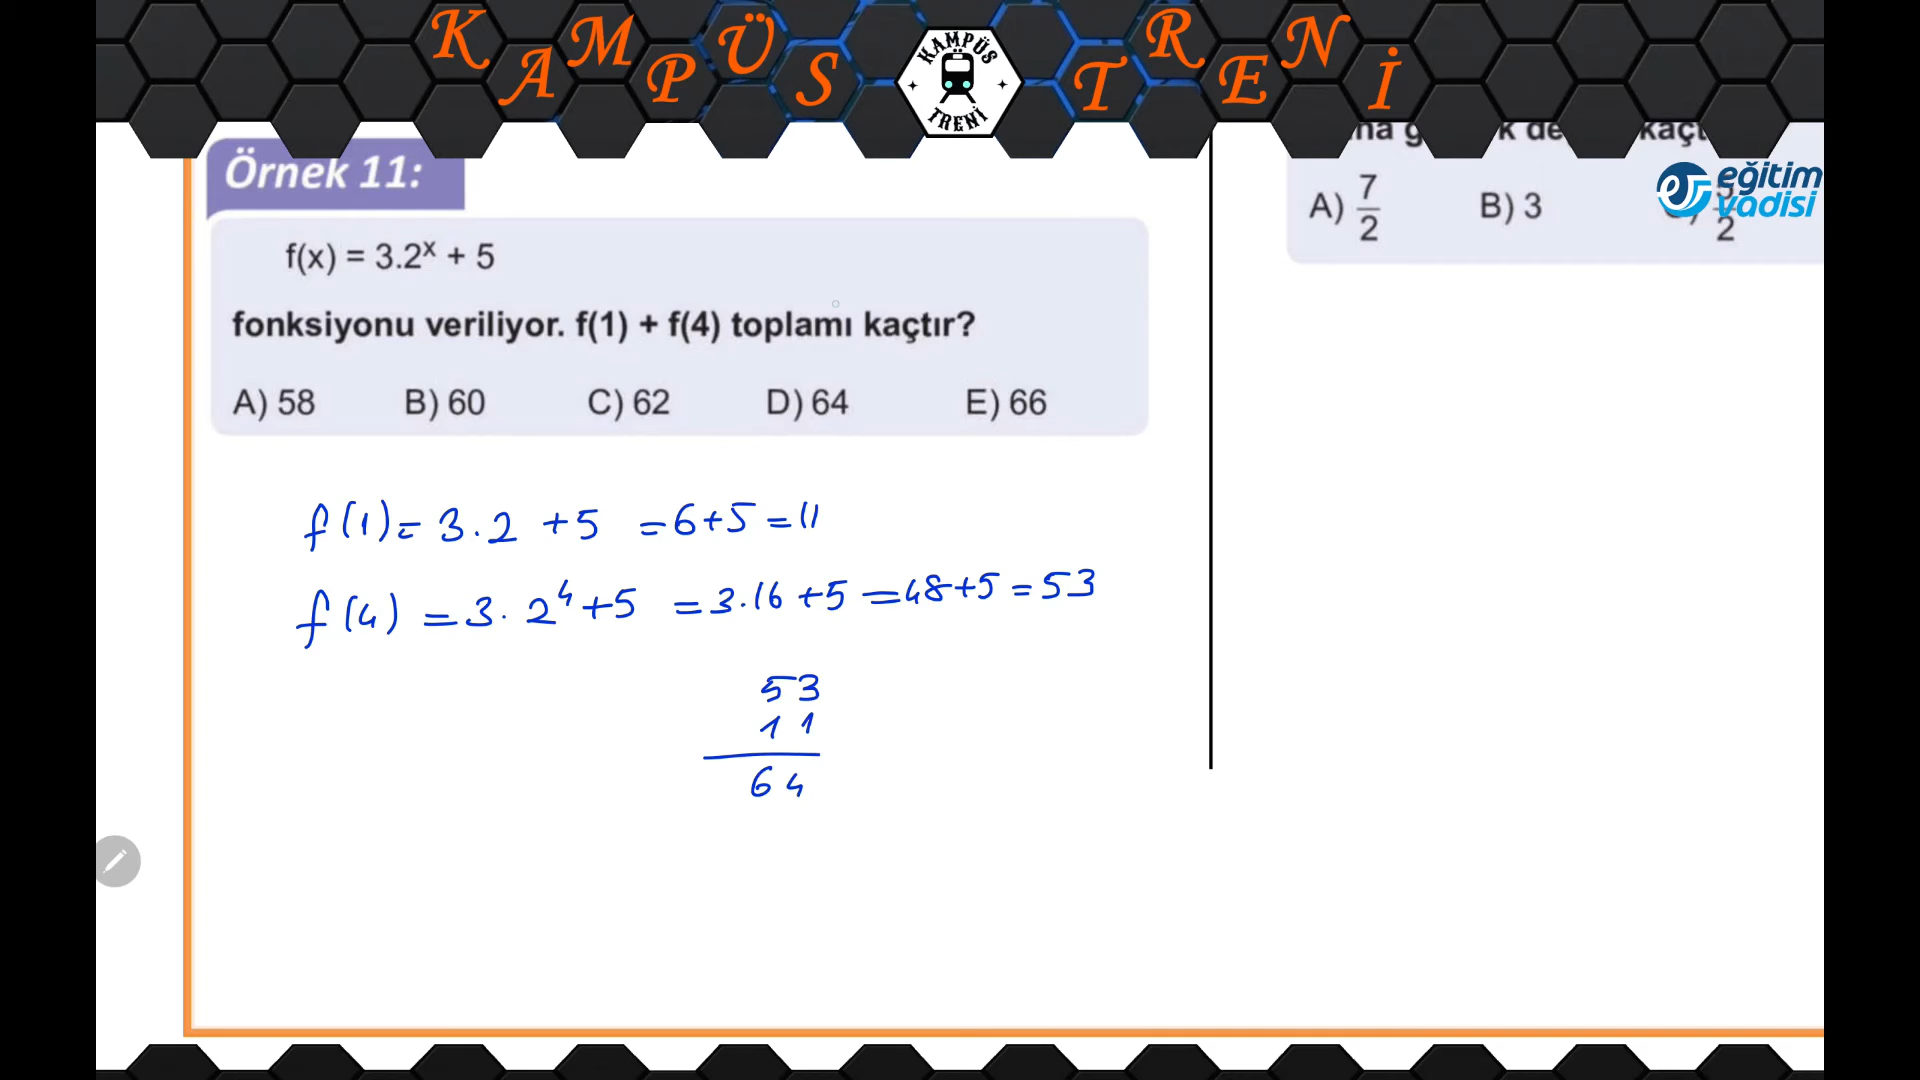 KAMPÜS TRENİ
KAMPÜS
TRENİ
Örnek 11:
f(x) = 3.2ˣ + 5
fonksiyonu veriliyor. f(1) + f(4) toplamı kaçtır?
A) 58 B) 60 C) 62 D) 64 E) 66
f(1) = 3.2 +5 = 6+5 = 11
f(4) = 3.2⁴+5 = 3.16+5 = 48+5 = 53
53
11
64
eğitim
vadisi
A) 7/2 B) 3